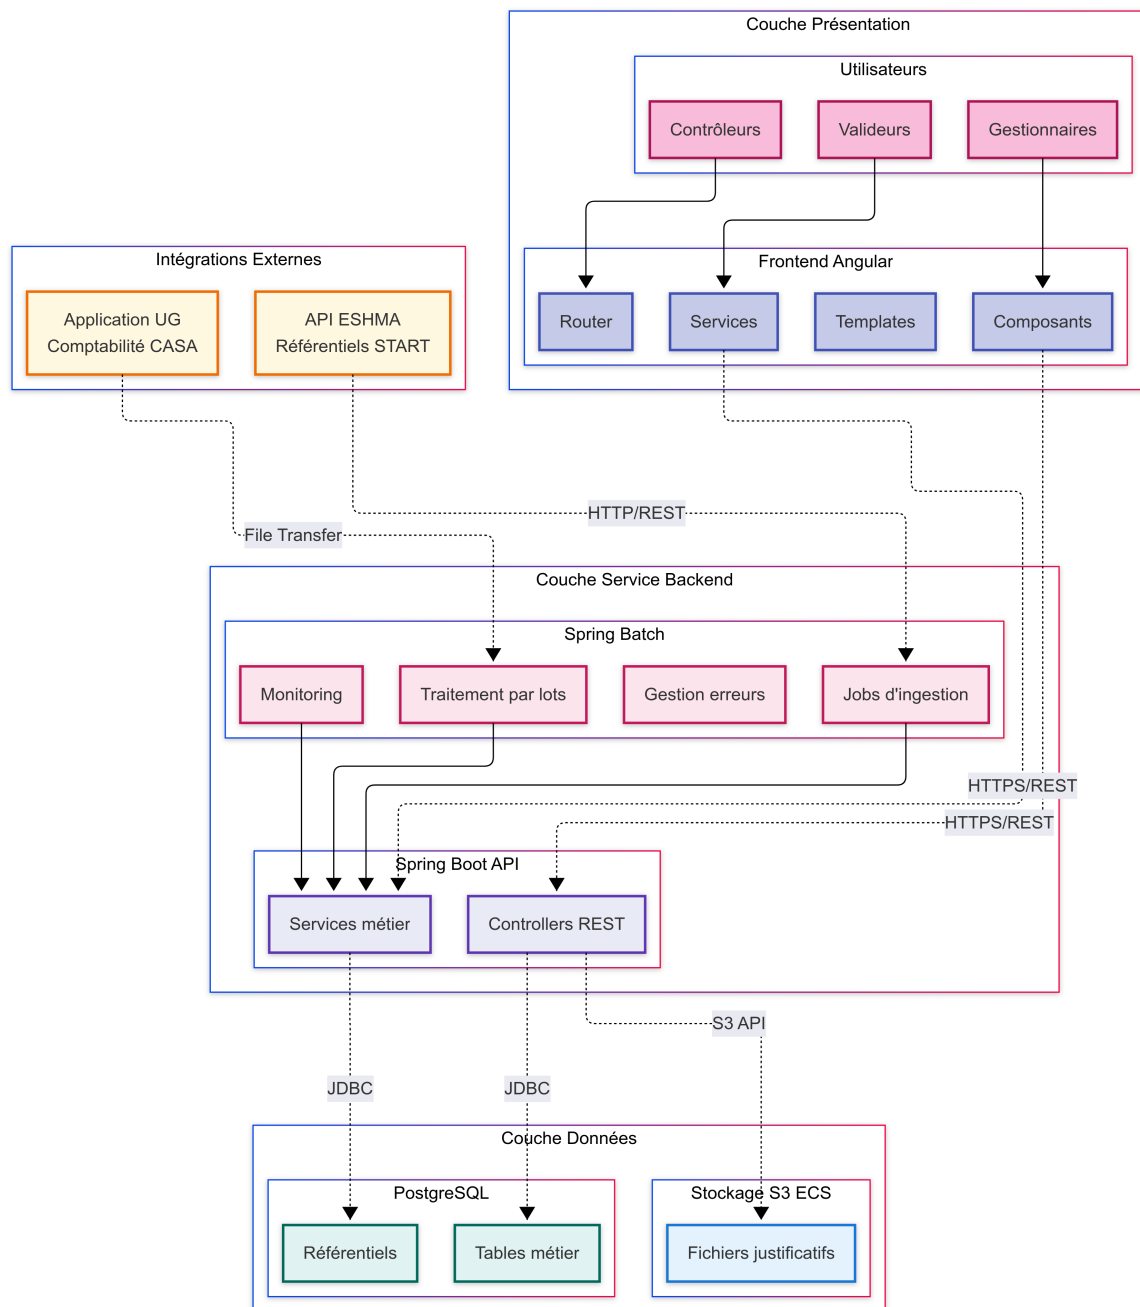 Couche Présentation
Utilisateurs
Contrôleurs
Valideurs
Gestionnaires
Intégrations Externes
Frontend Angular
Application UG
Comptabilité CASA
API ESHMA
Référentiels START
Router
Services
Templates
Composants
HTTP/REST
File Transfer
Couche Service Backend
Spring Batch
Monitoring
Traitement par lots
Gestion erreurs
Jobs d'ingestion
HTTPS/REST
HTTPS/REST
Spring Boot API
Services métier
Controllers REST
S3 API
JDBC
JDBC
Couche Données
PostgreSQL
Stockage S3 ECS
Référentiels
Tables métier
Fichiers justificatifs